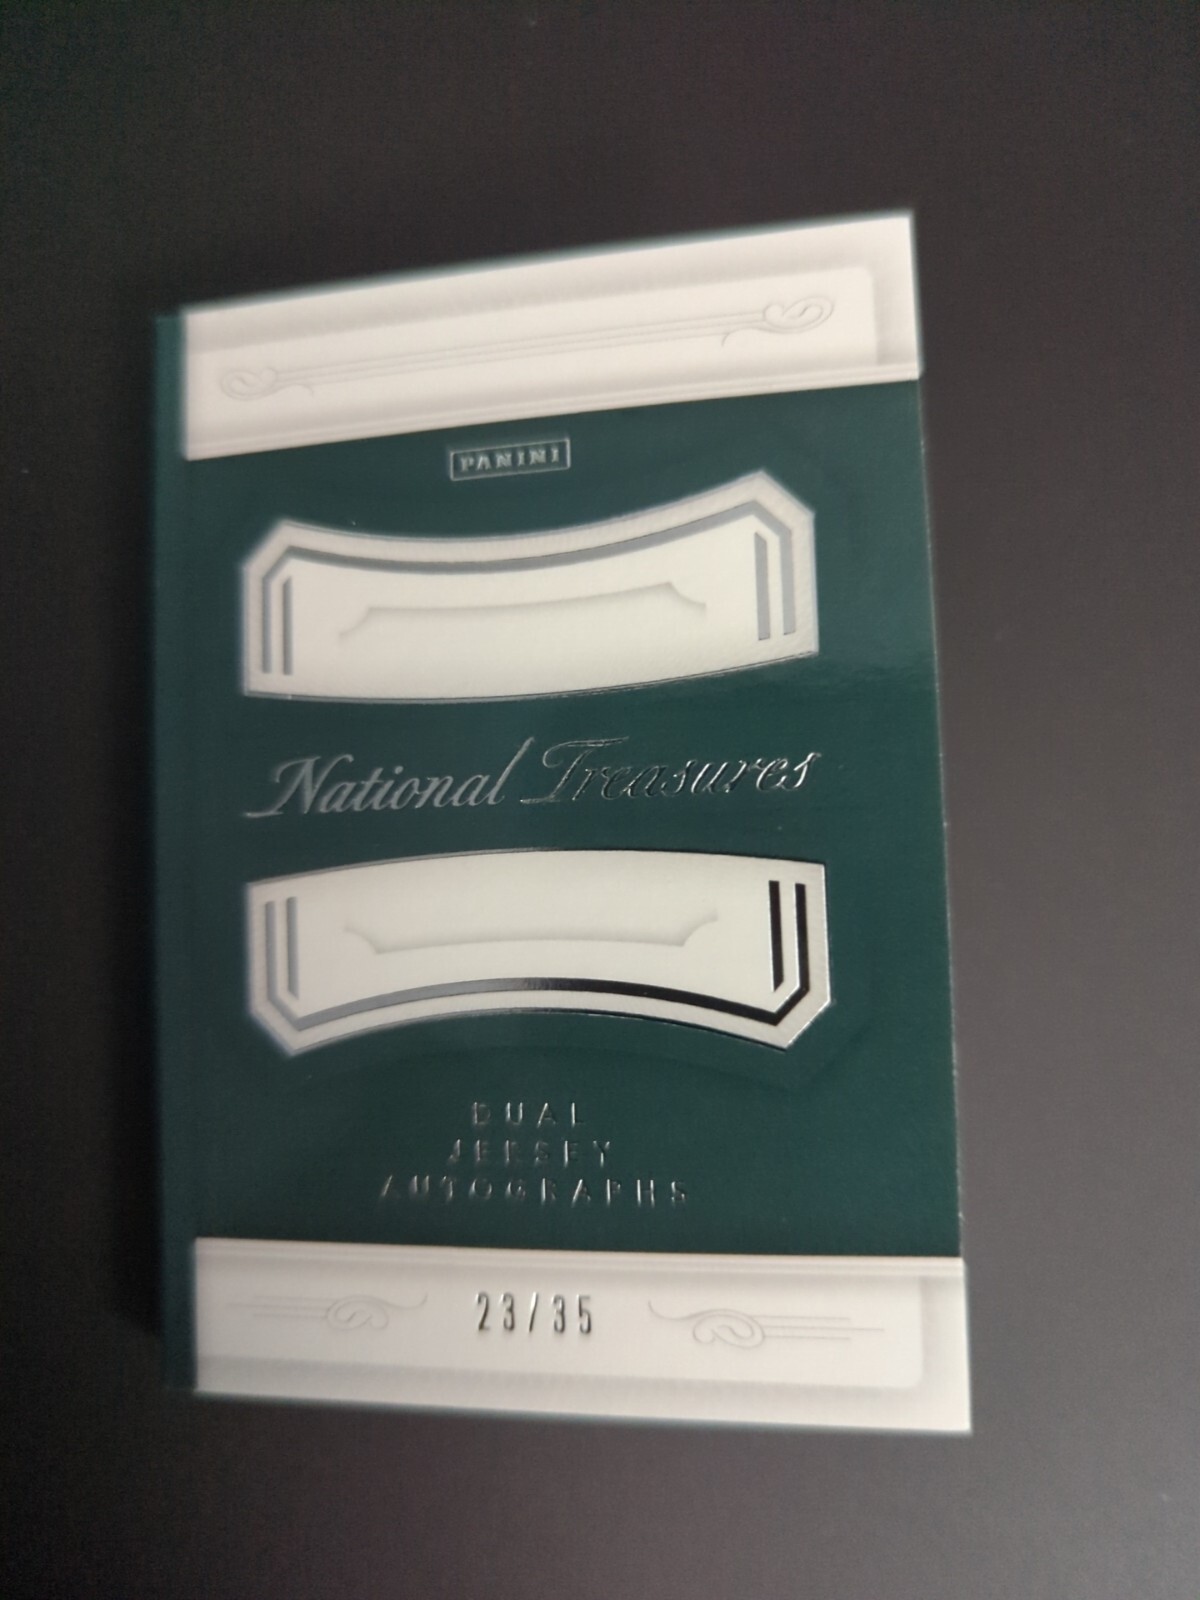 PANINI
National Treasures
DUAL
JERSEY
AUTOGRAPHS
23/35